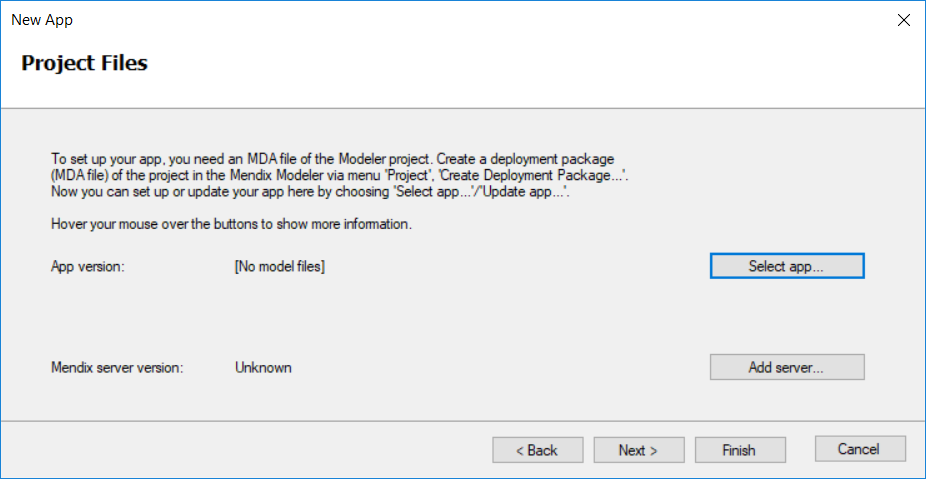 New App
Project Files
To set up your app, you need an MDA file of the Modeler project. Create a deployment package
(MDA file) of the project in the Mendix Modeler via menu 'Project', 'Create Deployment Package...'.
Now you can set up or update your app here by choosing 'Select app...'/'Update app...'.
Hover your mouse over the buttons to show more information.
App version: [No model files] Select app...
Mendix server version: Unknown Add server...
< Back Next > Finish Cancel